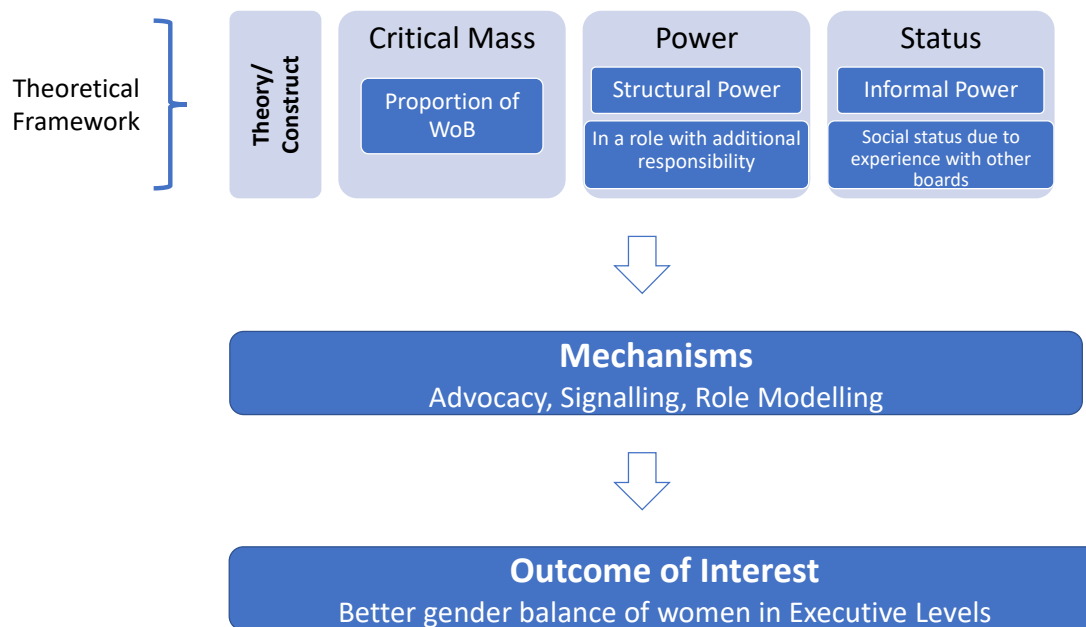 Theoretical
Framework
Theory/
Construct
Critical Mass
Proportion of
WoB
Power
Structural Power
In a role with additional
responsibility
Status
Informal Power
Social status due to
experience with other
boards
Mechanisms
Advocacy, Signalling, Role Modelling
Outcome of Interest
Better gender balance of women in Executive Levels